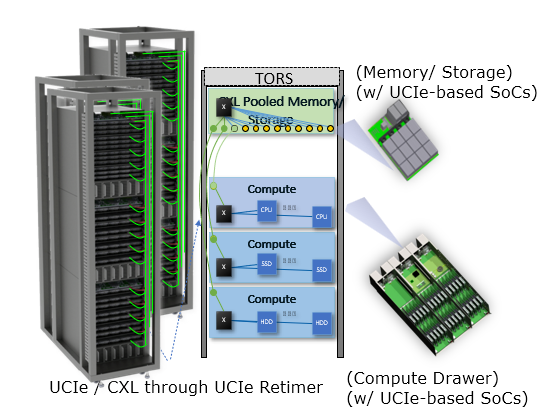 TORS
CXL Pooled Memory/
Storage
X
Compute
X
CPU
CPU
Compute
X
SSD
SSD
Compute
X
HDD
HDD
(Memory/ Storage)
(w/ UCIe-based SoCs)
UCIe / CXL through UCIe Retimer
(Compute Drawer)
(w/ UCIe-based SoCs)